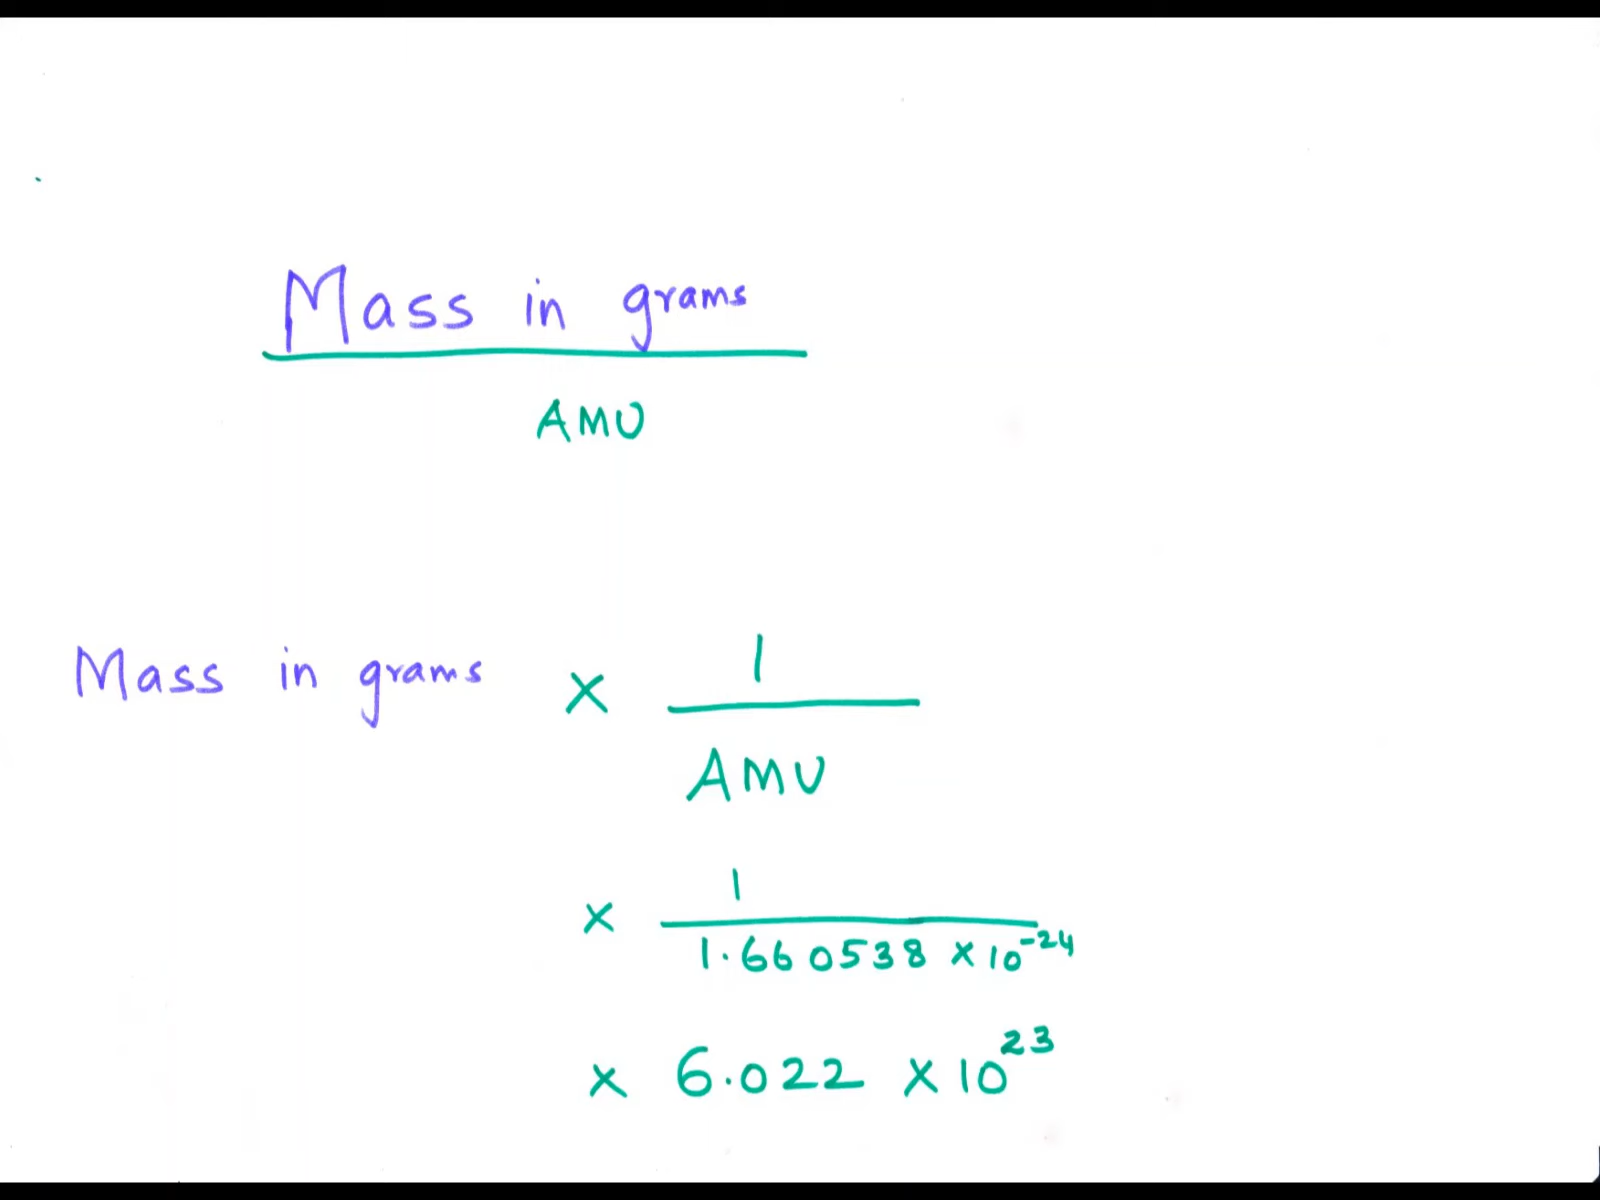 Mass in grams
AMU
Mass in grams × 1
AMU
× 1
1.660538 × 10⁻²⁴
× 6.022 × 10²³